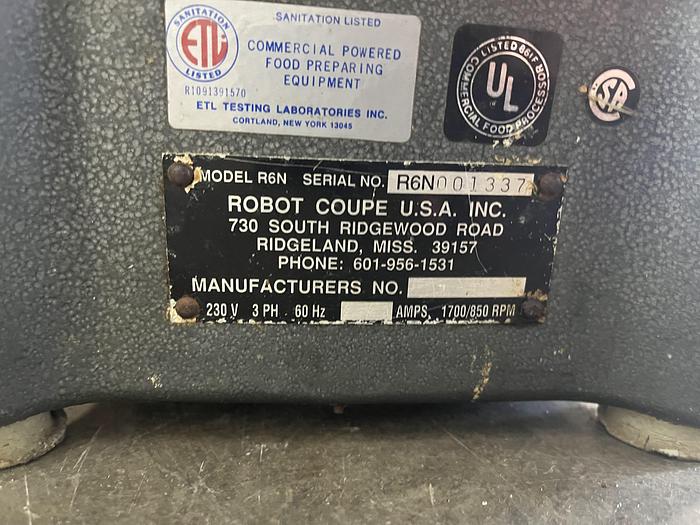 SANITATION LISTED
SANITATION
ETL
LISTED
COMMERCIAL POWERED
FOOD PREPARING
EQUIPMENT
R1091391570
ETL TESTING LABORATORIES INC.
CORTLAND, NEW YORK 13045
LISTED 661F
UL
COMMERCIAL FOOD PROCESSOR
SA
MODEL R6N SERIAL NO. R6N001337
ROBOT COUPE U.S.A. INC.
730 SOUTH RIDGEWOOD ROAD
RIDGELAND, MISS. 39157
PHONE: 601-956-1531
MANUFACTURERS NO.
230 V 3 PH 60 Hz AMPS. 1700/850 RPM